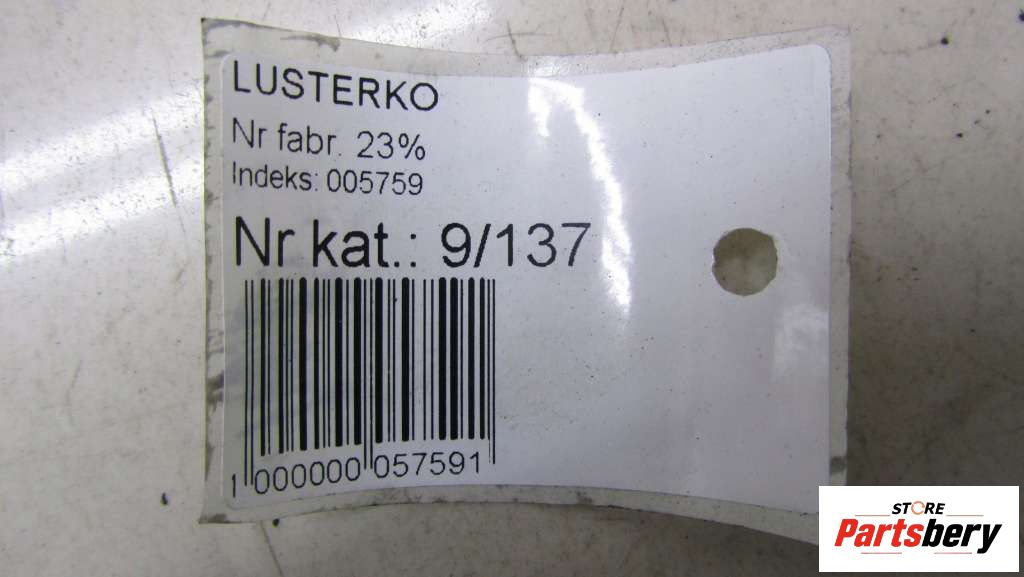 LUSTERKO
Nr fabr. 23%
Indeks: 005759
Nr kat.: 9/137
1 000000 057591
STORE
Partsbery